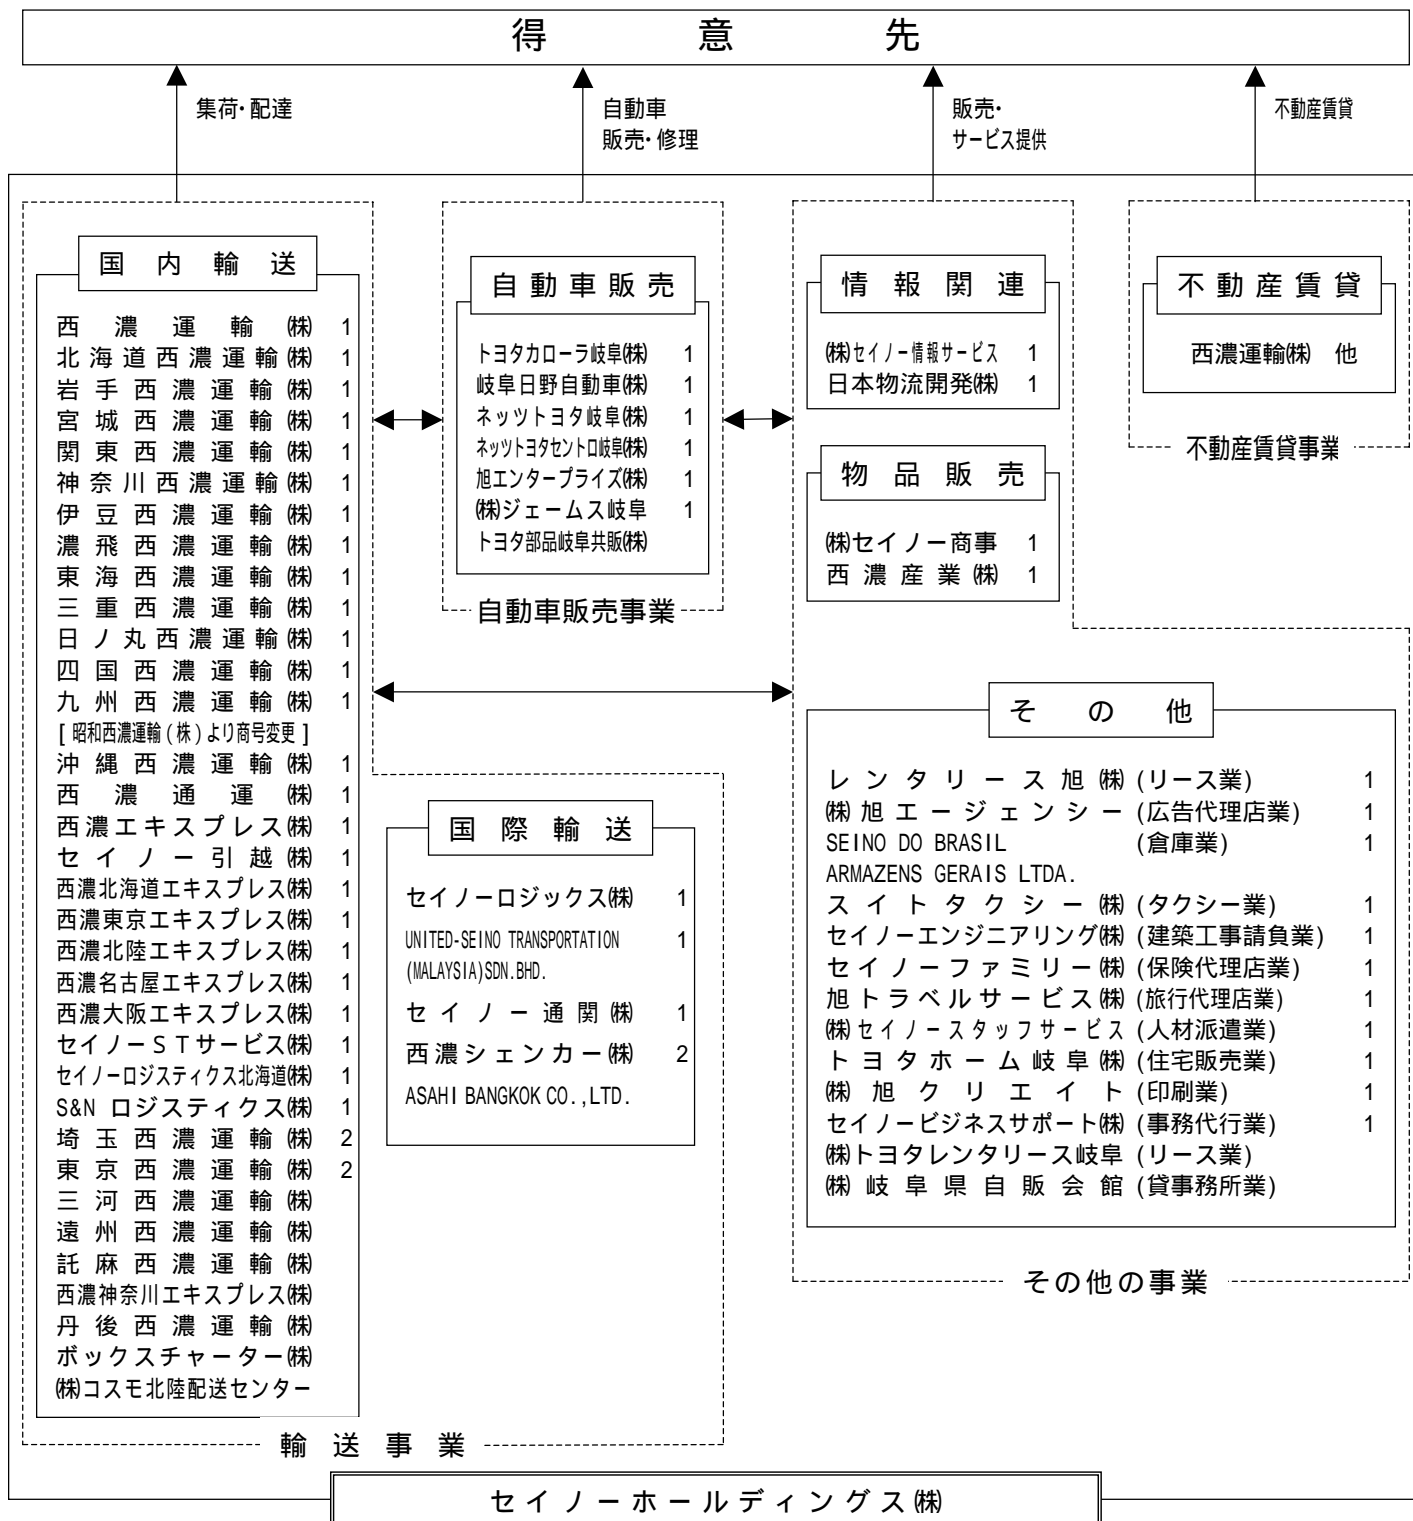 得意先
集荷・配達
自動車
販売・修理
販売・
サービス提供
不動産賃貸
国内輸送
西濃運輸㈱ 1
北海道西濃運輸㈱ 1
岩手西濃運輸㈱ 1
宮城西濃運輸㈱ 1
関東西濃運輸㈱ 1
神奈川西濃運輸㈱ 1
伊豆西濃運輸㈱ 1
濃飛西濃運輸㈱ 1
東海西濃運輸㈱ 1
三重西濃運輸㈱ 1
日ノ丸西濃運輸㈱ 1
四国西濃運輸㈱ 1
九州西濃運輸㈱ 1
[昭和西濃運輸(株)より商号変更]
沖縄西濃運輸㈱ 1
西濃通運㈱ 1
西濃エキスプレス㈱ 1
セイノー引越㈱ 1
西濃北海道エキスプレス㈱ 1
西濃東京エキスプレス㈱ 1
西濃北陸エキスプレス㈱ 1
西濃名古屋エキスプレス㈱ 1
西濃大阪エキスプレス㈱ 1
セイノーSTサービス㈱ 1
セイノーロジスティクス北海道㈱ 1
S&N ロジスティクス㈱ 1
埼玉西濃運輸㈱ 2
東京西濃運輸㈱ 2
三河西濃運輸㈱
遠州西濃運輸㈱
託麻西濃運輸㈱
西濃神奈川エキスプレス㈱
丹後西濃運輸㈱
ボックスチャーター㈱
㈱コスモ北陸配送センター
自動車販売
トヨタカローラ岐阜㈱ 1
岐阜日野自動車㈱ 1
ネッツトヨタ岐阜㈱ 1
ネッツトヨタセントロ岐阜㈱ 1
旭エンタープライズ㈱ 1
㈱ジェームス岐阜 1
トヨタ部品岐阜共販㈱
自動車販売事業
国際輸送
セイノーロジックス㈱ 1
UNITED-SEINO TRANSPORTATION 1
(MALAYSIA)SDN.BHD.
セイノー通関㈱ 1
西濃シェンカー㈱ 2
ASAHI BANGKOK CO.,LTD.
輸送事業
情報関連
㈱セイノー情報サービス 1
日本物流開発㈱ 1
物品販売
㈱セイノー商事 1
西濃産業㈱ 1
不動産賃貸
西濃運輸㈱ 他
不動産賃貸事業
その他
レンタリース旭㈱ (リース業) 1
㈱旭エージェンシー (広告代理店業) 1
SEINO DO BRASIL (倉庫業) 1
ARMAZENS GERAIS LTDA.
スイトタクシー㈱ (タクシー業) 1
セイノーエンジニアリング㈱ (建築工事請負業) 1
セイノーファミリー㈱ (保険代理店業) 1
旭トラベルサービス㈱ (旅行代理店業) 1
㈱セイノースタッフサービス (人材派遣業) 1
トヨタホーム岐阜㈱ (住宅販売業) 1
㈱旭クリエイト (印刷業) 1
セイノービジネスサポート㈱ (事務代行業) 1
㈱トヨタレンタリース岐阜 (リース業)
㈱岐阜県自販会館 (貸事務所業)
その他の事業
セイノーホールディングス㈱